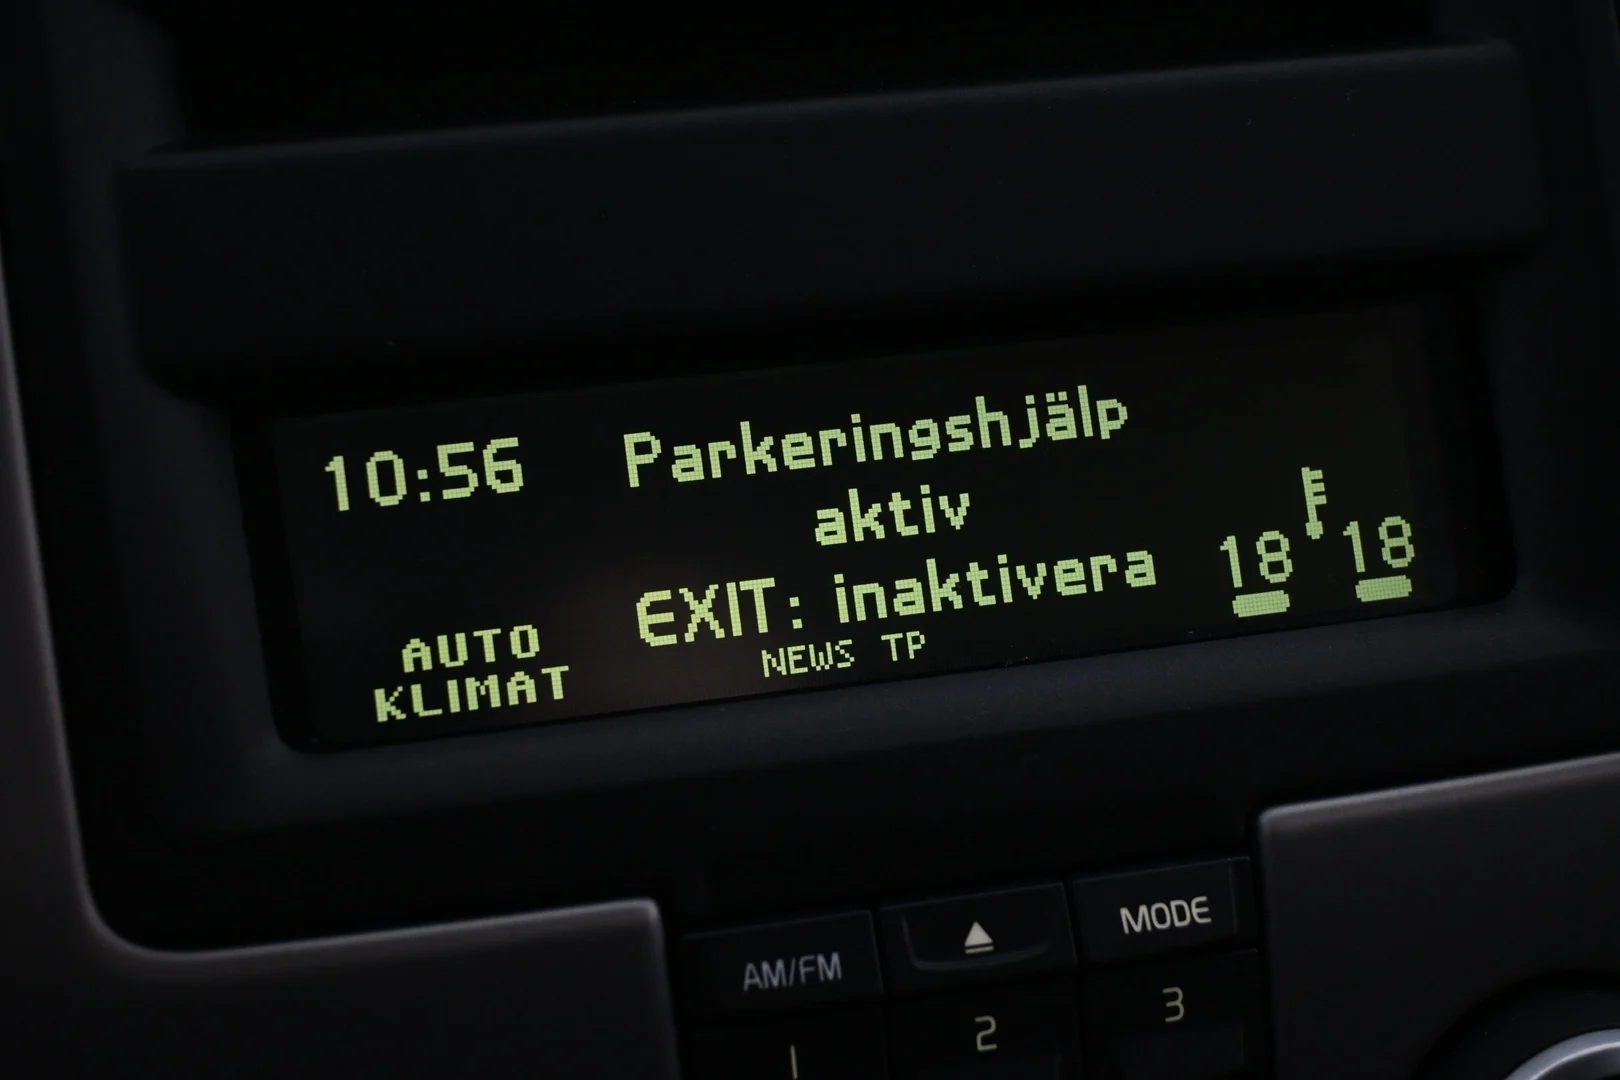 10:56
Parkeringshjälp
aktiv
EXIT: inaktivera
18 18
AUTO
KLIMAT
NEWS TP
AM/FM
MODE
1 2 3